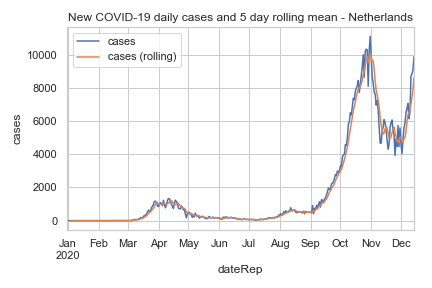 New COVID-19 daily cases and 5 day rolling mean - Netherlands
cases
cases (rolling)
10000
8000
6000
4000
2000
0
cases
Jan Feb Mar Apr May Jun Jul Aug Sep Oct Nov Dec
2020
dateRep